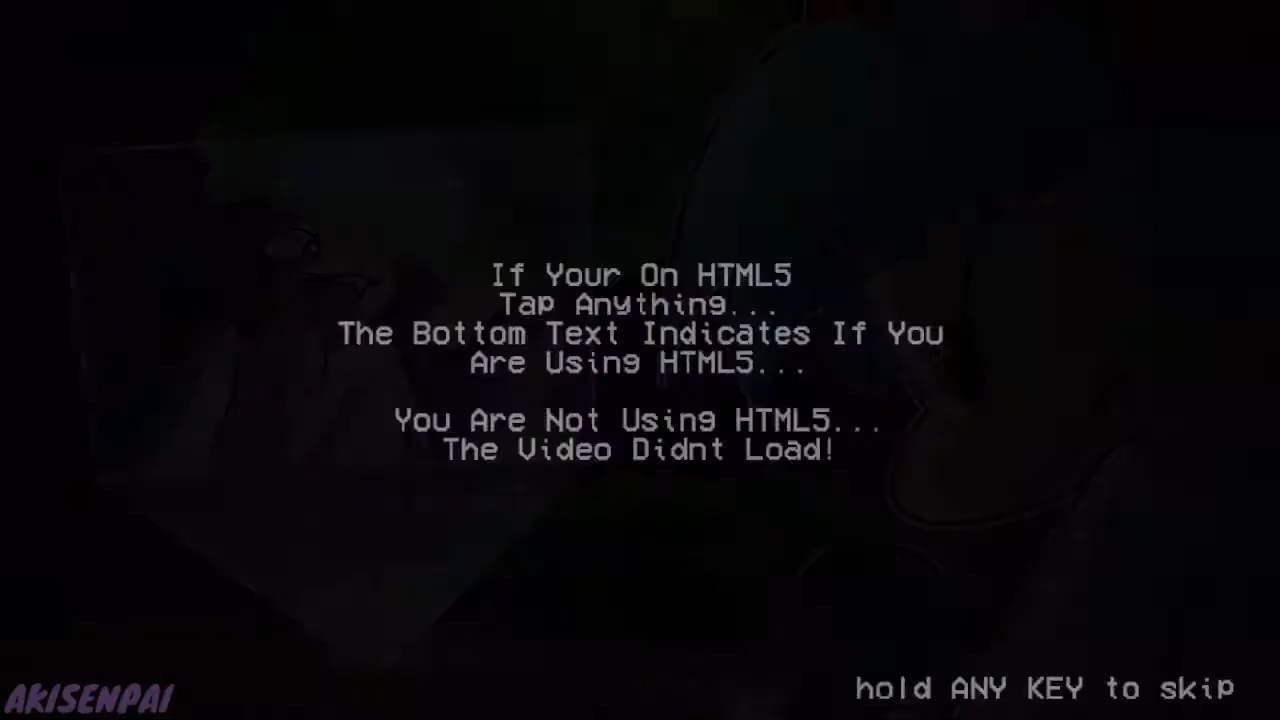 If Your On HTML5
Tap Anything...
The Bottom Text Indicates If You
Are Using HTML5...
You Are Not Using HTML5...
The Video Didnt Load!
hold ANY KEY to skip
AKISENPAI